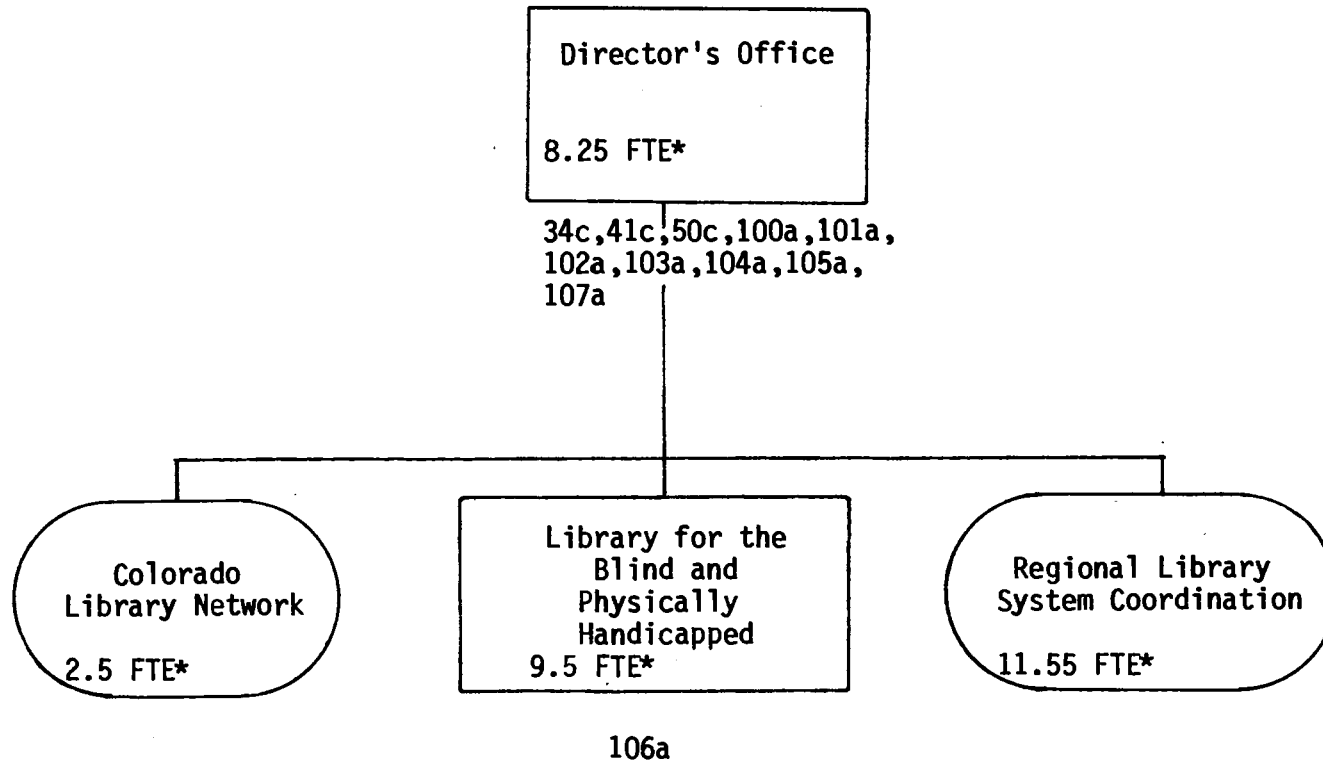 Director's Office
8.25 FTE*
34c,41c,50c,100a,101a,
102a,103a,104a,105a,
107a
Colorado
Library Network
2.5 FTE*
Library for the
Blind and
Physically
Handicapped
9.5 FTE*
Regional Library
System Coordination
11.55 FTE*
106a